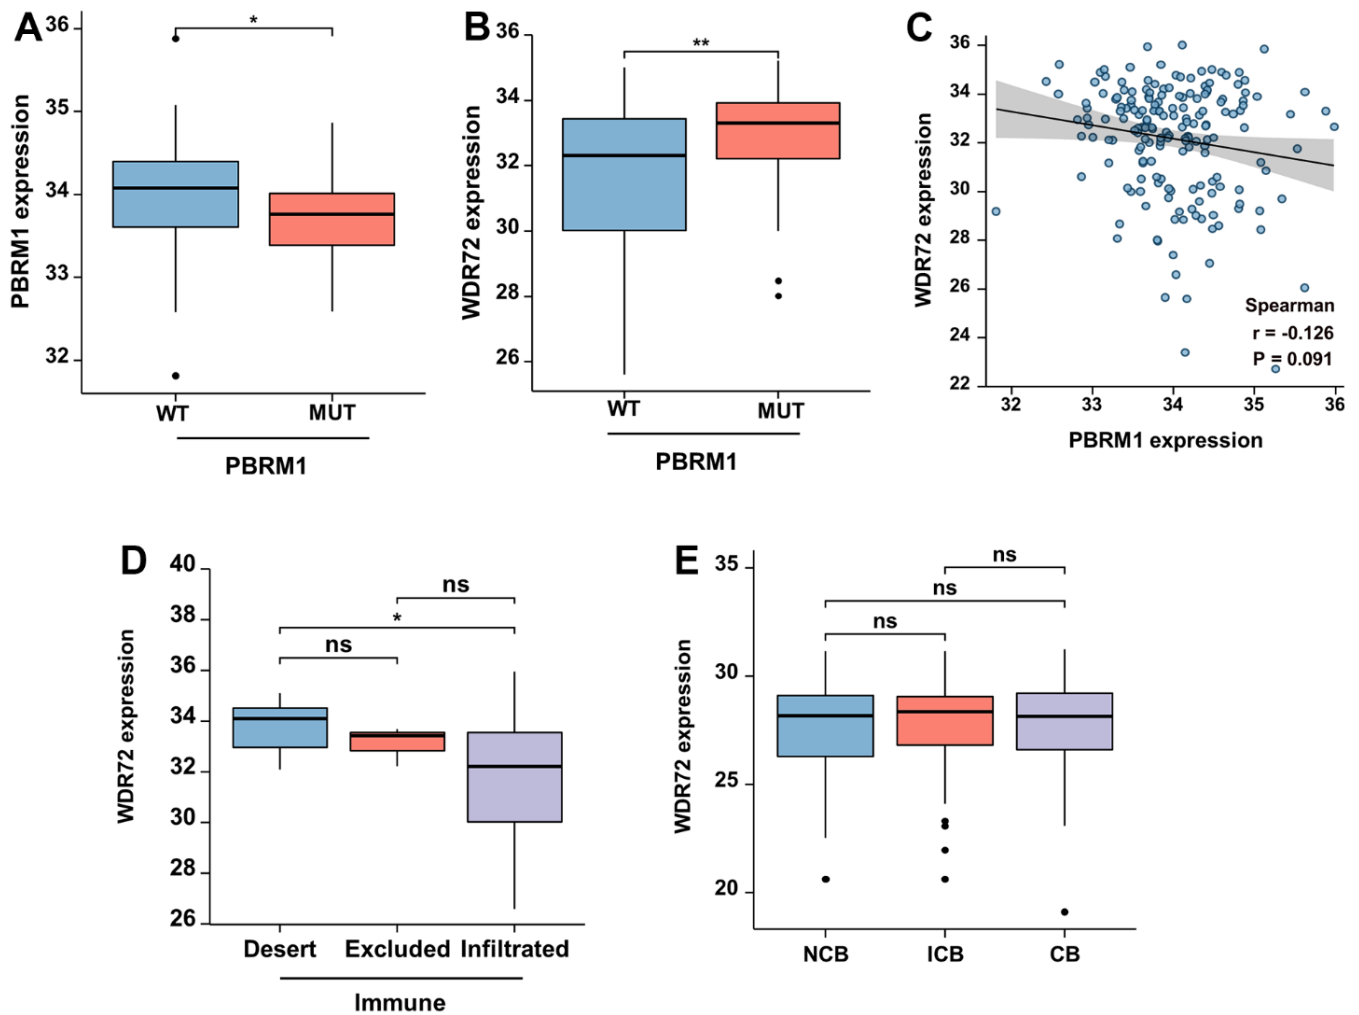 A
PBRM1 expression
36
35
34
33
32
*
WT
MUT
PBRM1
B
WDR72 expression
36
34
32
30
28
26
**
WT
MUT
PBRM1
C
WDR72 expression
36
34
32
30
28
26
24
22
Spearman
r = -0.126
P = 0.091
32 33 34 35 36
PBRM1 expression
D
WDR72 expression
40
38
36
34
32
30
28
26
ns
*
ns
Desert Excluded Infiltrated
Immune
E
WDR72 expression
35
30
25
20
ns
ns
ns
NCB ICB CB